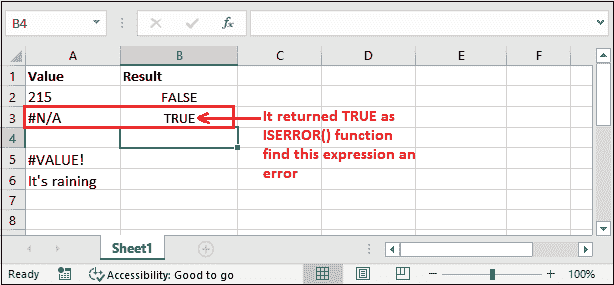 B4
fx
A B C D E F
1 Value Result
2 215 FALSE
3 #N/A TRUE
It returned TRUE as
ISERROR() function
find this expression an
error
4
5 #VALUE!
6 It's raining
7
8
Sheet1
Ready Accessibility: Good to go 100%